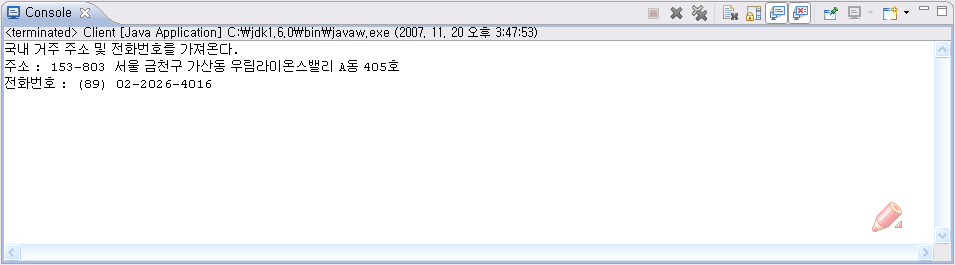 Console
<terminated> Client [Java Application] C:₩jdk1.6.0₩bin₩javaw.exe (2007. 11. 20 오후 3:47:53)
국내 거주 주소 및 전화번호를 가져온다.
주소 : 153-803 서울 금천구 가산동 우림라이온스밸리 A동 405호
전화번호 : (89) 02-2026-4016